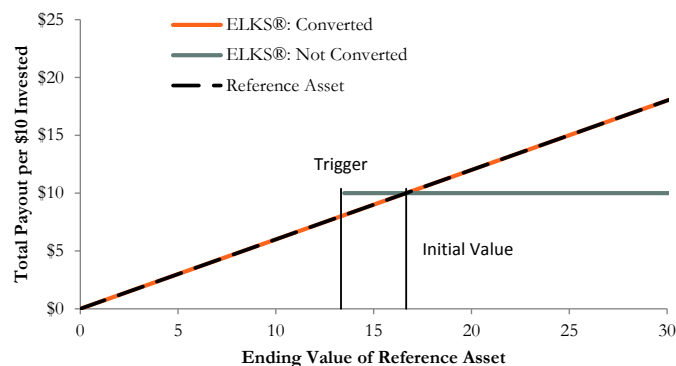 $25
$20
$15
$10
$5
$0
Total Payout per $10 Invested
ELKS®: Converted
ELKS®: Not Converted
Reference Asset
Trigger
Initial Value
0 5 10 15 20 25 30
Ending Value of Reference Asset